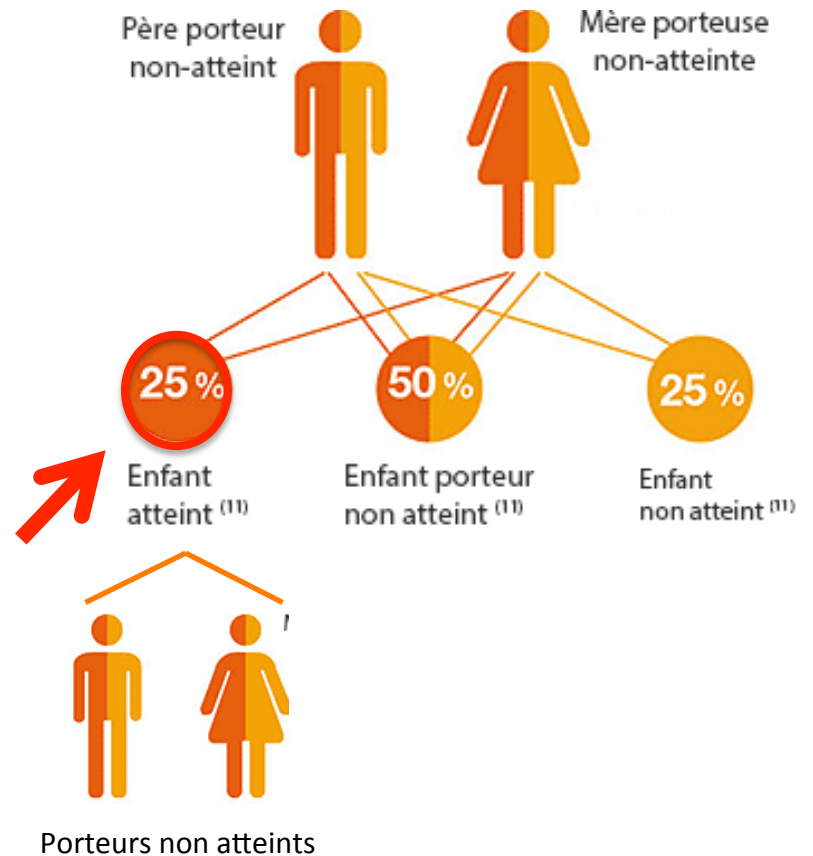 Père porteur
non-atteint
Mère porteuse
non-atteinte
25 %
50 %
25 %
Enfant
atteint (11)
Enfant porteur
non atteint (11)
Enfant
non atteint (11)
Porteurs non atteints